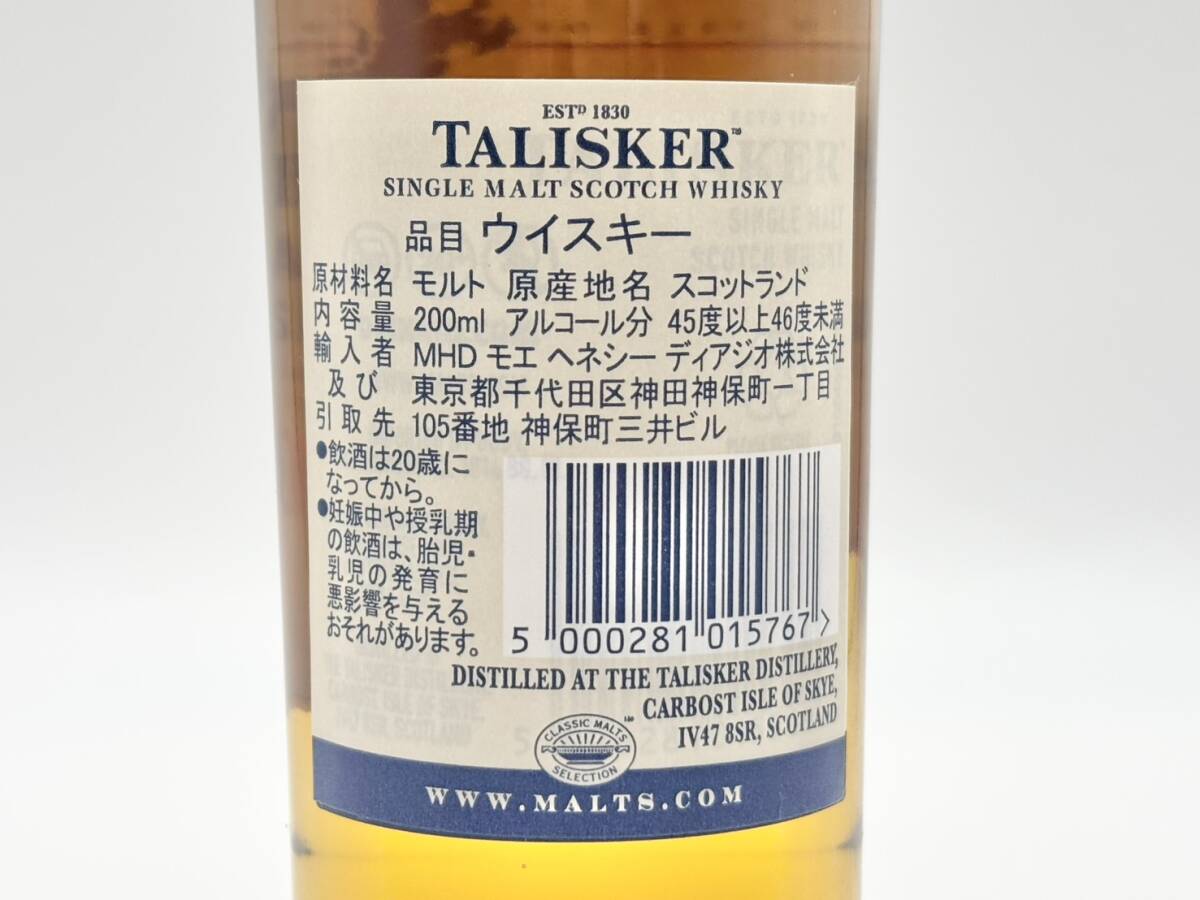 ESTᴰ 1830
TALISKER™
SINGLE MALT SCOTCH WHISKY
品目 ウイスキー
原材料名 モルト 原産地名 スコットランド
内容量 200ml アルコール分 45度以上46度未満
輸入者 MHD モエ ヘネシー ディアジオ株式会社
及び 東京都千代田区神田神保町一丁目
引取先 105番地 神保町三井ビル
●飲酒は20歳に
なってから。
●妊娠中や授乳期
の飲酒は、胎児・
乳児の発育に
悪影響を与える
おそれがあります。
5 000281 015767 >
DISTILLED AT THE TALISKER DISTILLERY,
CARBOST ISLE OF SKYE,
IV47 8SR, SCOTLAND
CLASSIC MALTS
SELECTION
WWW.MALTS.COM